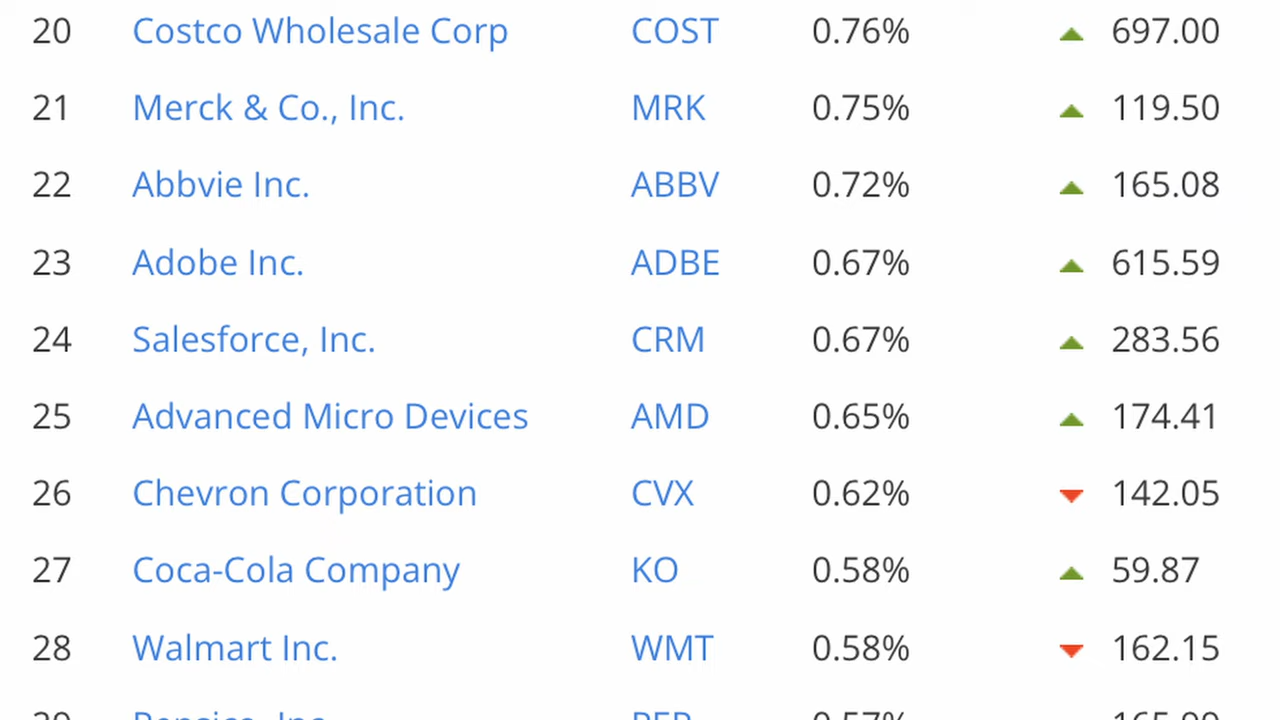 20 Costco Wholesale Corp COST 0.76% 697.00
21 Merck & Co., Inc. MRK 0.75% 119.50
22 Abbvie Inc. ABBV 0.72% 165.08
23 Adobe Inc. ADBE 0.67% 615.59
24 Salesforce, Inc. CRM 0.67% 283.56
25 Advanced Micro Devices AMD 0.65% 174.41
26 Chevron Corporation CVX 0.62% 142.05
27 Coca-Cola Company KO 0.58% 59.87
28 Walmart Inc. WMT 0.58% 162.15